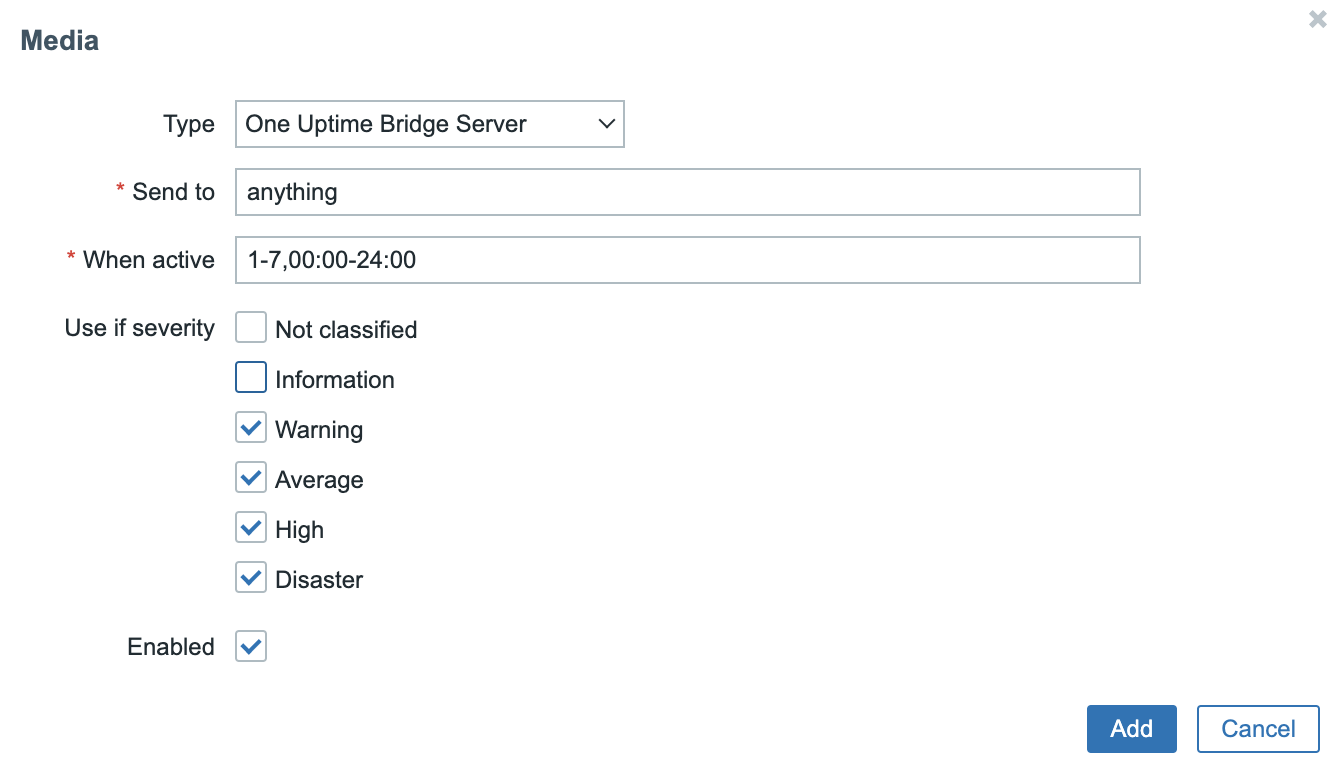 Media
Type One Uptime Bridge Server
* Send to anything
* When active 1-7,00:00-24:00
Use if severity Not classified
Information
Warning
Average
High
Disaster
Enabled
Add Cancel